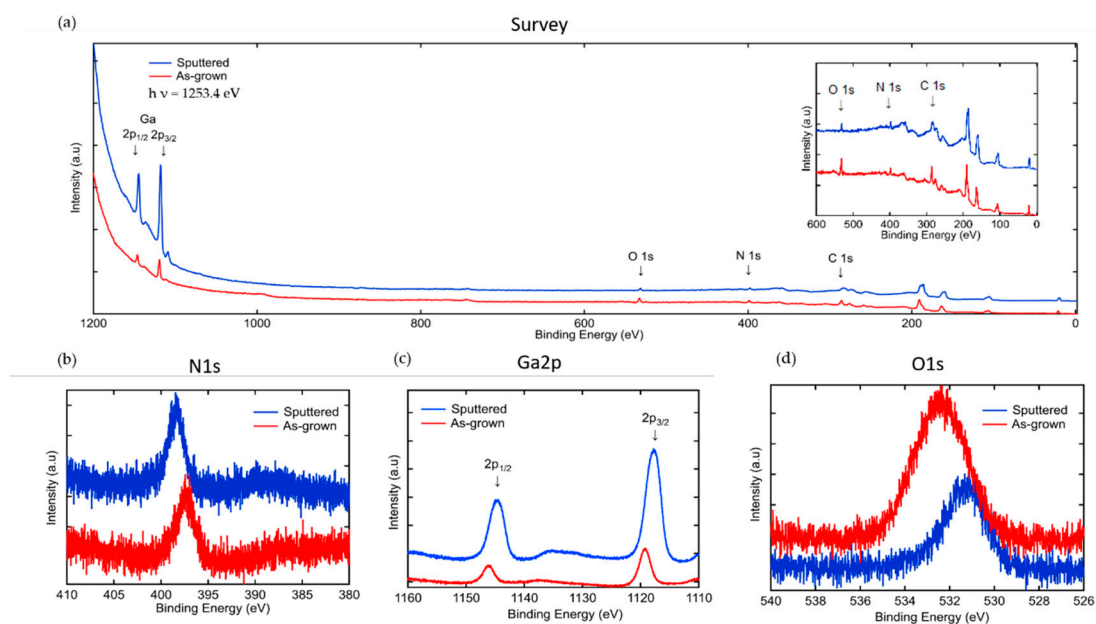 (a)
Survey
Sputtered
As-grown
h ν = 1253.4 eV
Ga
2p1/2 2p3/2
↓ ↓
Intensity (a.u)
1200 1000 800 600 400 200 0
Binding Energy (eV)
O 1s N 1s C 1s
↓ ↓ ↓
O 1s N 1s C 1s
↓ ↓ ↓
Intensity (a.u)
600 500 400 300 200 100 0
Binding Energy (eV)
(b)
N1s
Sputtered
As-grown
Intensity (a.u)
410 405 400 395 390 385 380
Binding Energy (eV)
(c)
Ga2p
Sputtered
As-grown
2p1/2
↓
2p3/2
↓
Intensity (a.u)
1160 1150 1140 1130 1120 1110
Binding Energy (eV)
(d)
O1s
Sputtered
As-grown
Intensity (a.u)
540 538 536 534 532 530 528 526
Binding Energy (eV)